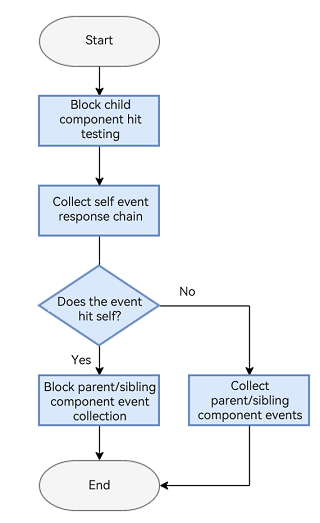 Start
Block child
component hit
testing
Collect self event
response chain
Does the event
hit self?
No
Yes
Block parent/sibling
component event
collection
Collect
parent/sibling
component events
End